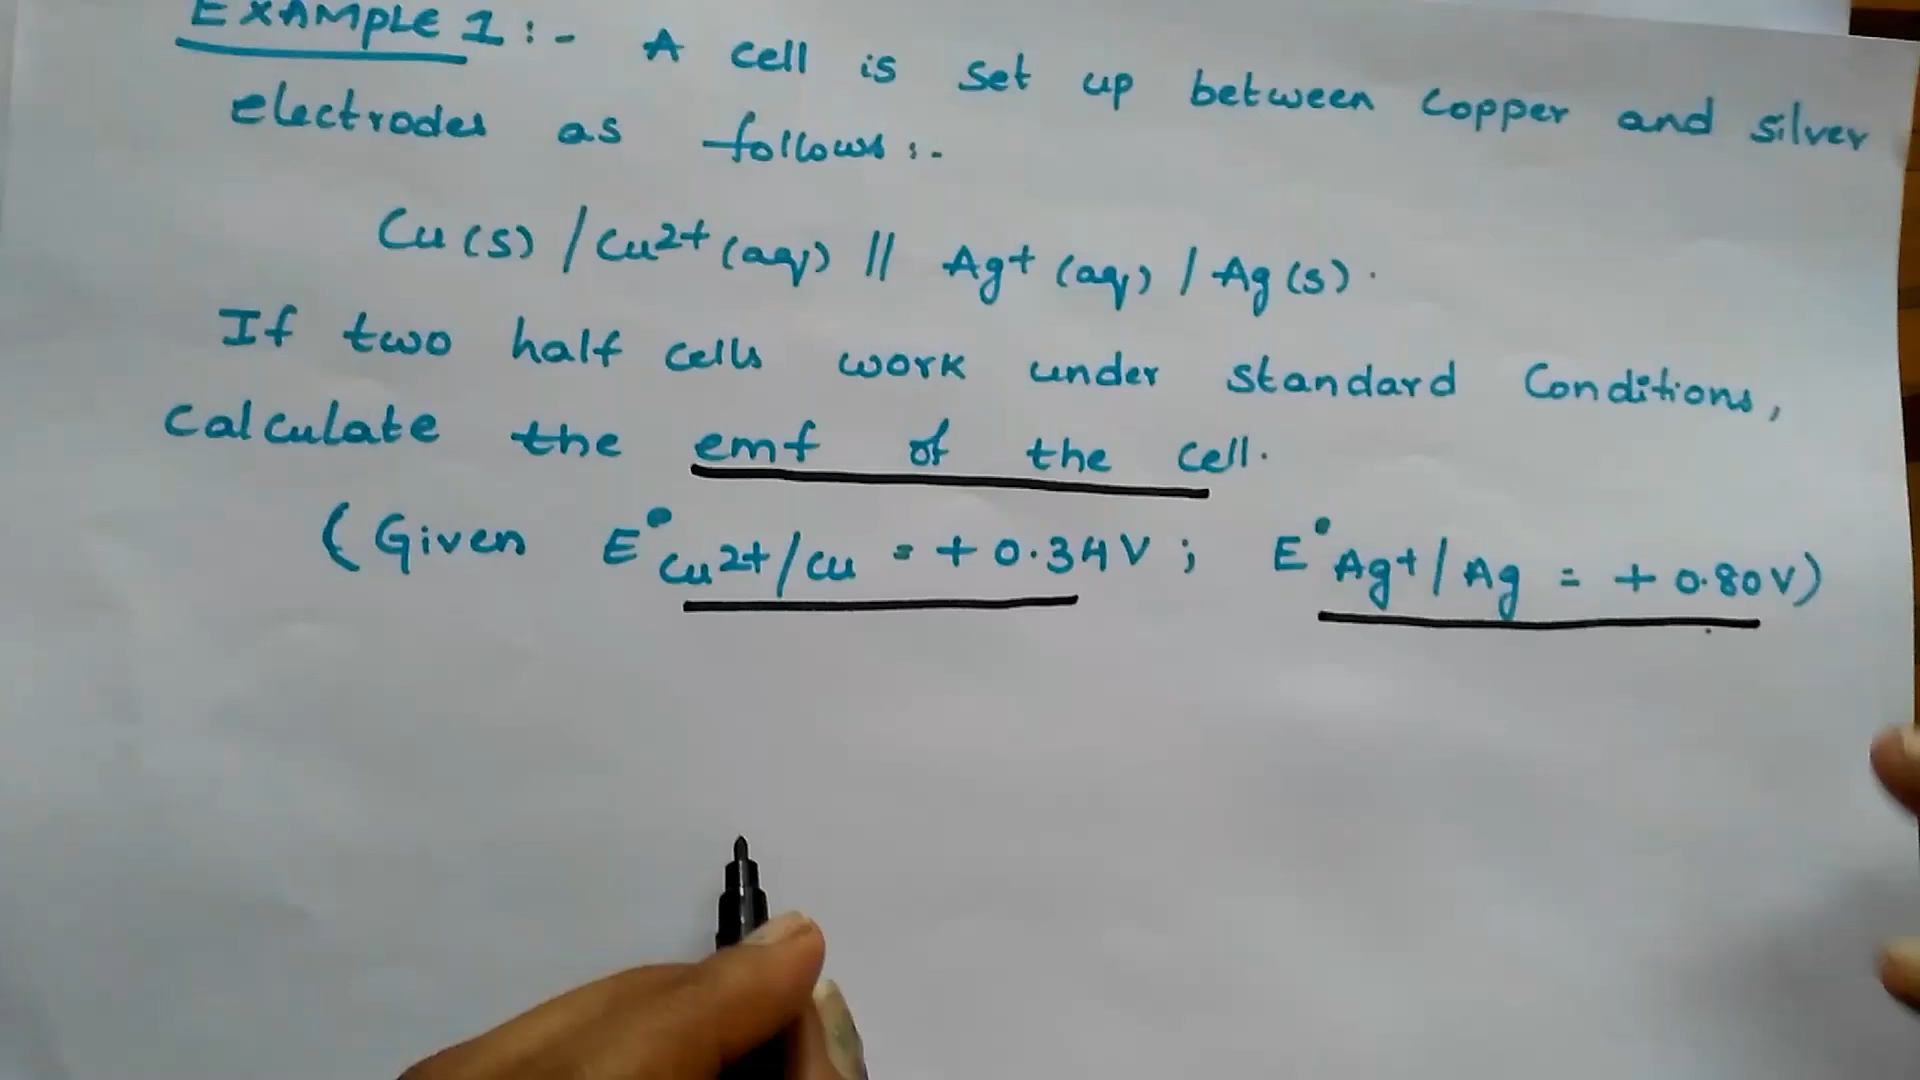 EXAMPLE 1 :- A cell is set up between copper and silver
electrodes as follows :-
Cu (s) / Cu2+ (aq) // Ag+ (aq) / Ag (s) .
If two half cells work under standard Conditions,
Calculate the emf of the cell.
(Given E° Cu2+/Cu = + 0.34 V ; E° Ag+ / Ag = + 0.80 V)